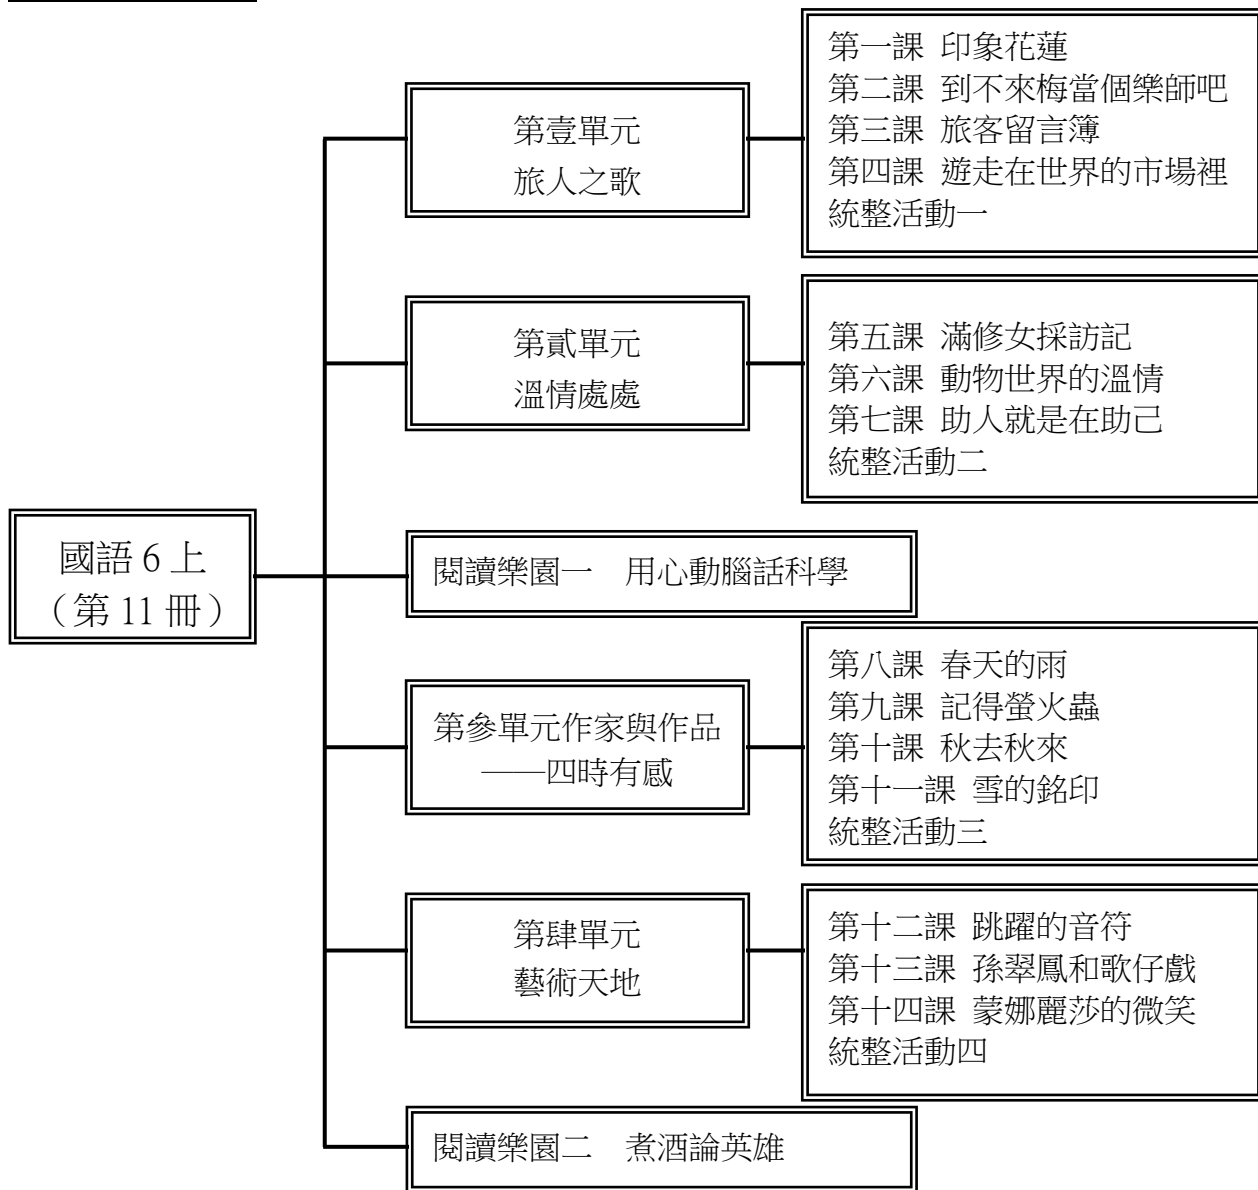 國語 6 上
（第 11 冊）
第壹單元
旅人之歌
第一課 印象花蓮
第二課 到不來梅當個樂師吧
第三課 旅客留言簿
第四課 遊走在世界的市場裡
統整活動一
第貳單元
溫情處處
第五課 滿修女採訪記
第六課 動物世界的溫情
第七課 助人就是在助己
統整活動二
閱讀樂園一　用心動腦話科學
第參單元作家與作品
——四時有感
第八課 春天的雨
第九課 記得螢火蟲
第十課 秋去秋來
第十一課 雪的銘印
統整活動三
第肆單元
藝術天地
第十二課 跳躍的音符
第十三課 孫翠鳳和歌仔戲
第十四課 蒙娜麗莎的微笑
統整活動四
閱讀樂園二　煮酒論英雄